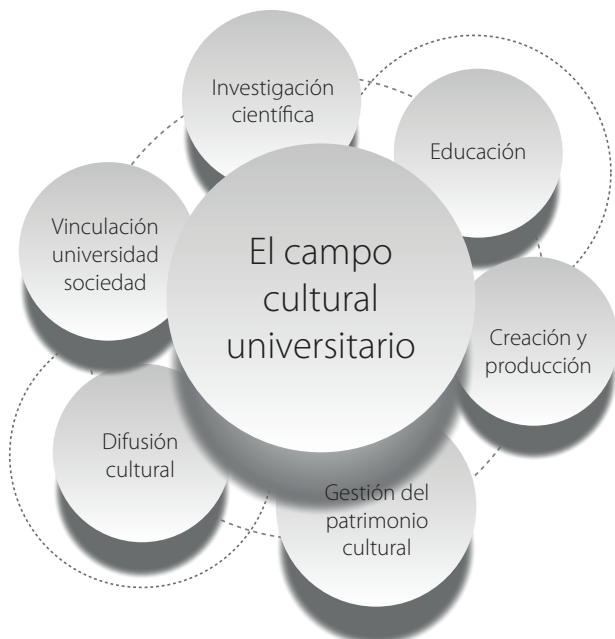 Investigación
científica
Educación
Vinculación
universidad
sociedad
El campo
cultural
universitario
Creación y
producción
Difusión
cultural
Gestión del
patrimonio
cultural